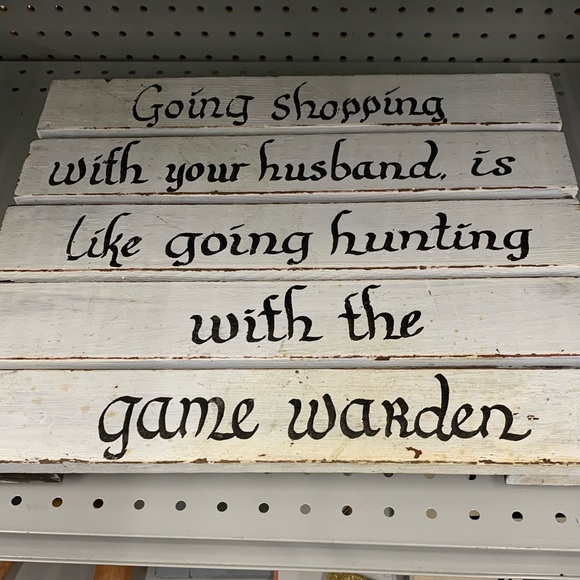 Going shopping
with your husband, is
like going hunting
with the
game warden